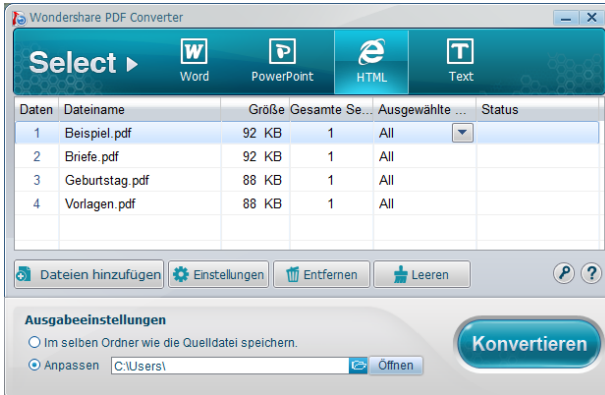 Wondershare PDF Converter
Select
Word PowerPoint HTML Text
Daten Dateiname Größe Gesamte Se... Ausgewählte ... Status
1 Beispiel.pdf 92 KB 1 All
2 Briefe.pdf 92 KB 1 All
3 Geburtstag.pdf 88 KB 1 All
4 Vorlagen.pdf 88 KB 1 All
Dateien hinzufügen Einstellungen Entfernen Leeren
Ausgabeeinstellungen
Im selben Ordner wie die Quelldatei speichern.
Anpassen C:\Users\ Öffnen
Konvertieren